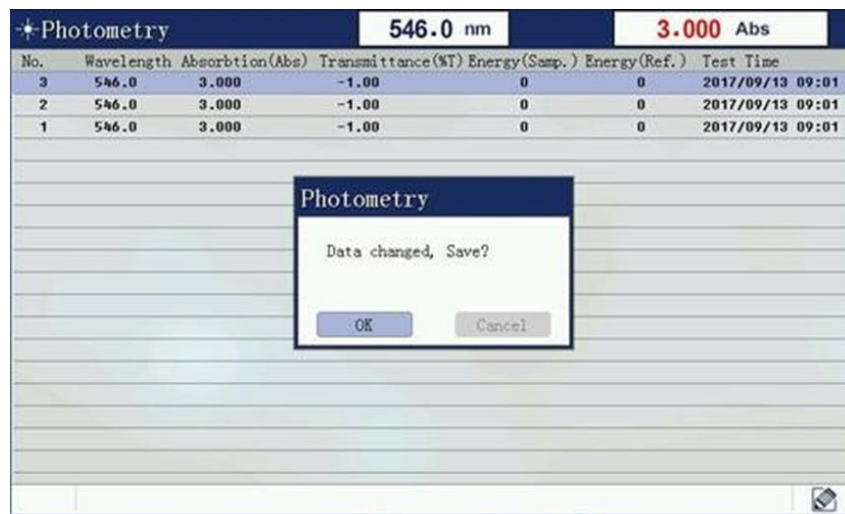 Photometry 546.0 nm 3.000 Abs
No. Wavelength Absorbtion(Abs) Transmittance(%T) Energy(Samp.) Energy(Ref.) Test Time
3 546.0 3.000 -1.00 0 0 2017/09/13 09:01
2 546.0 3.000 -1.00 0 0 2017/09/13 09:01
1 546.0 3.000 -1.00 0 0 2017/09/13 09:01
Photometry
Data changed, Save?
OK Cancel